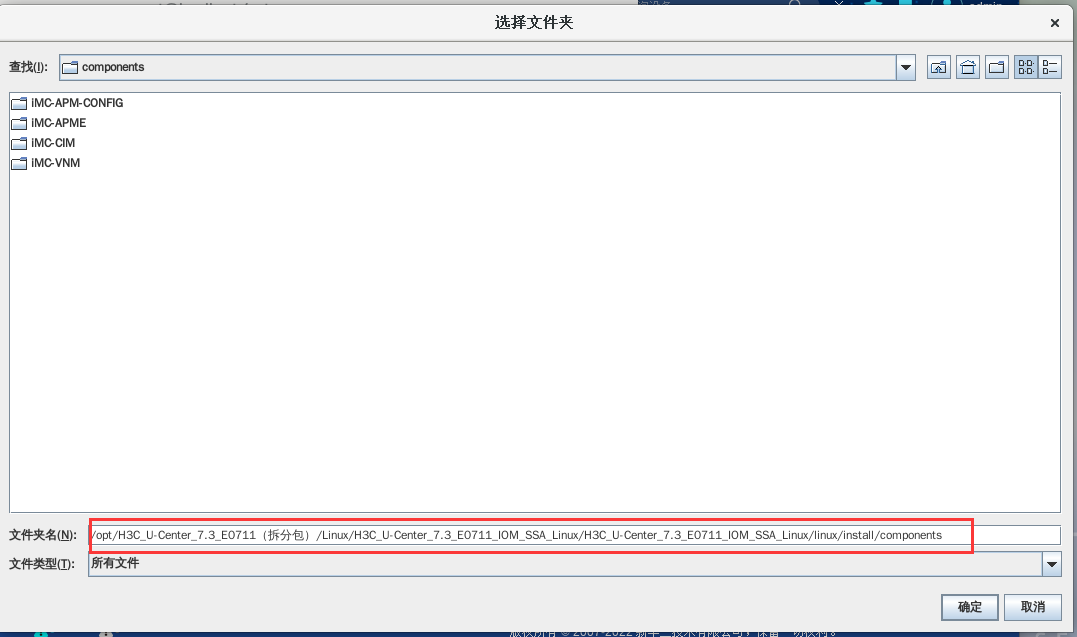 选择文件夹
查找(I): components
iMC-APM-CONFIG
iMC-APME
iMC-CIM
iMC-VNM
文件夹名(N): /opt/H3C_U-Center_7.3_E0711（拆分包）/Linux/H3C_U-Center_7.3_E0711_IOM_SSA_Linux/H3C_U-Center_7.3_E0711_IOM_SSA_Linux/linux/install/components
文件类型(T): 所有文件
确定 取消